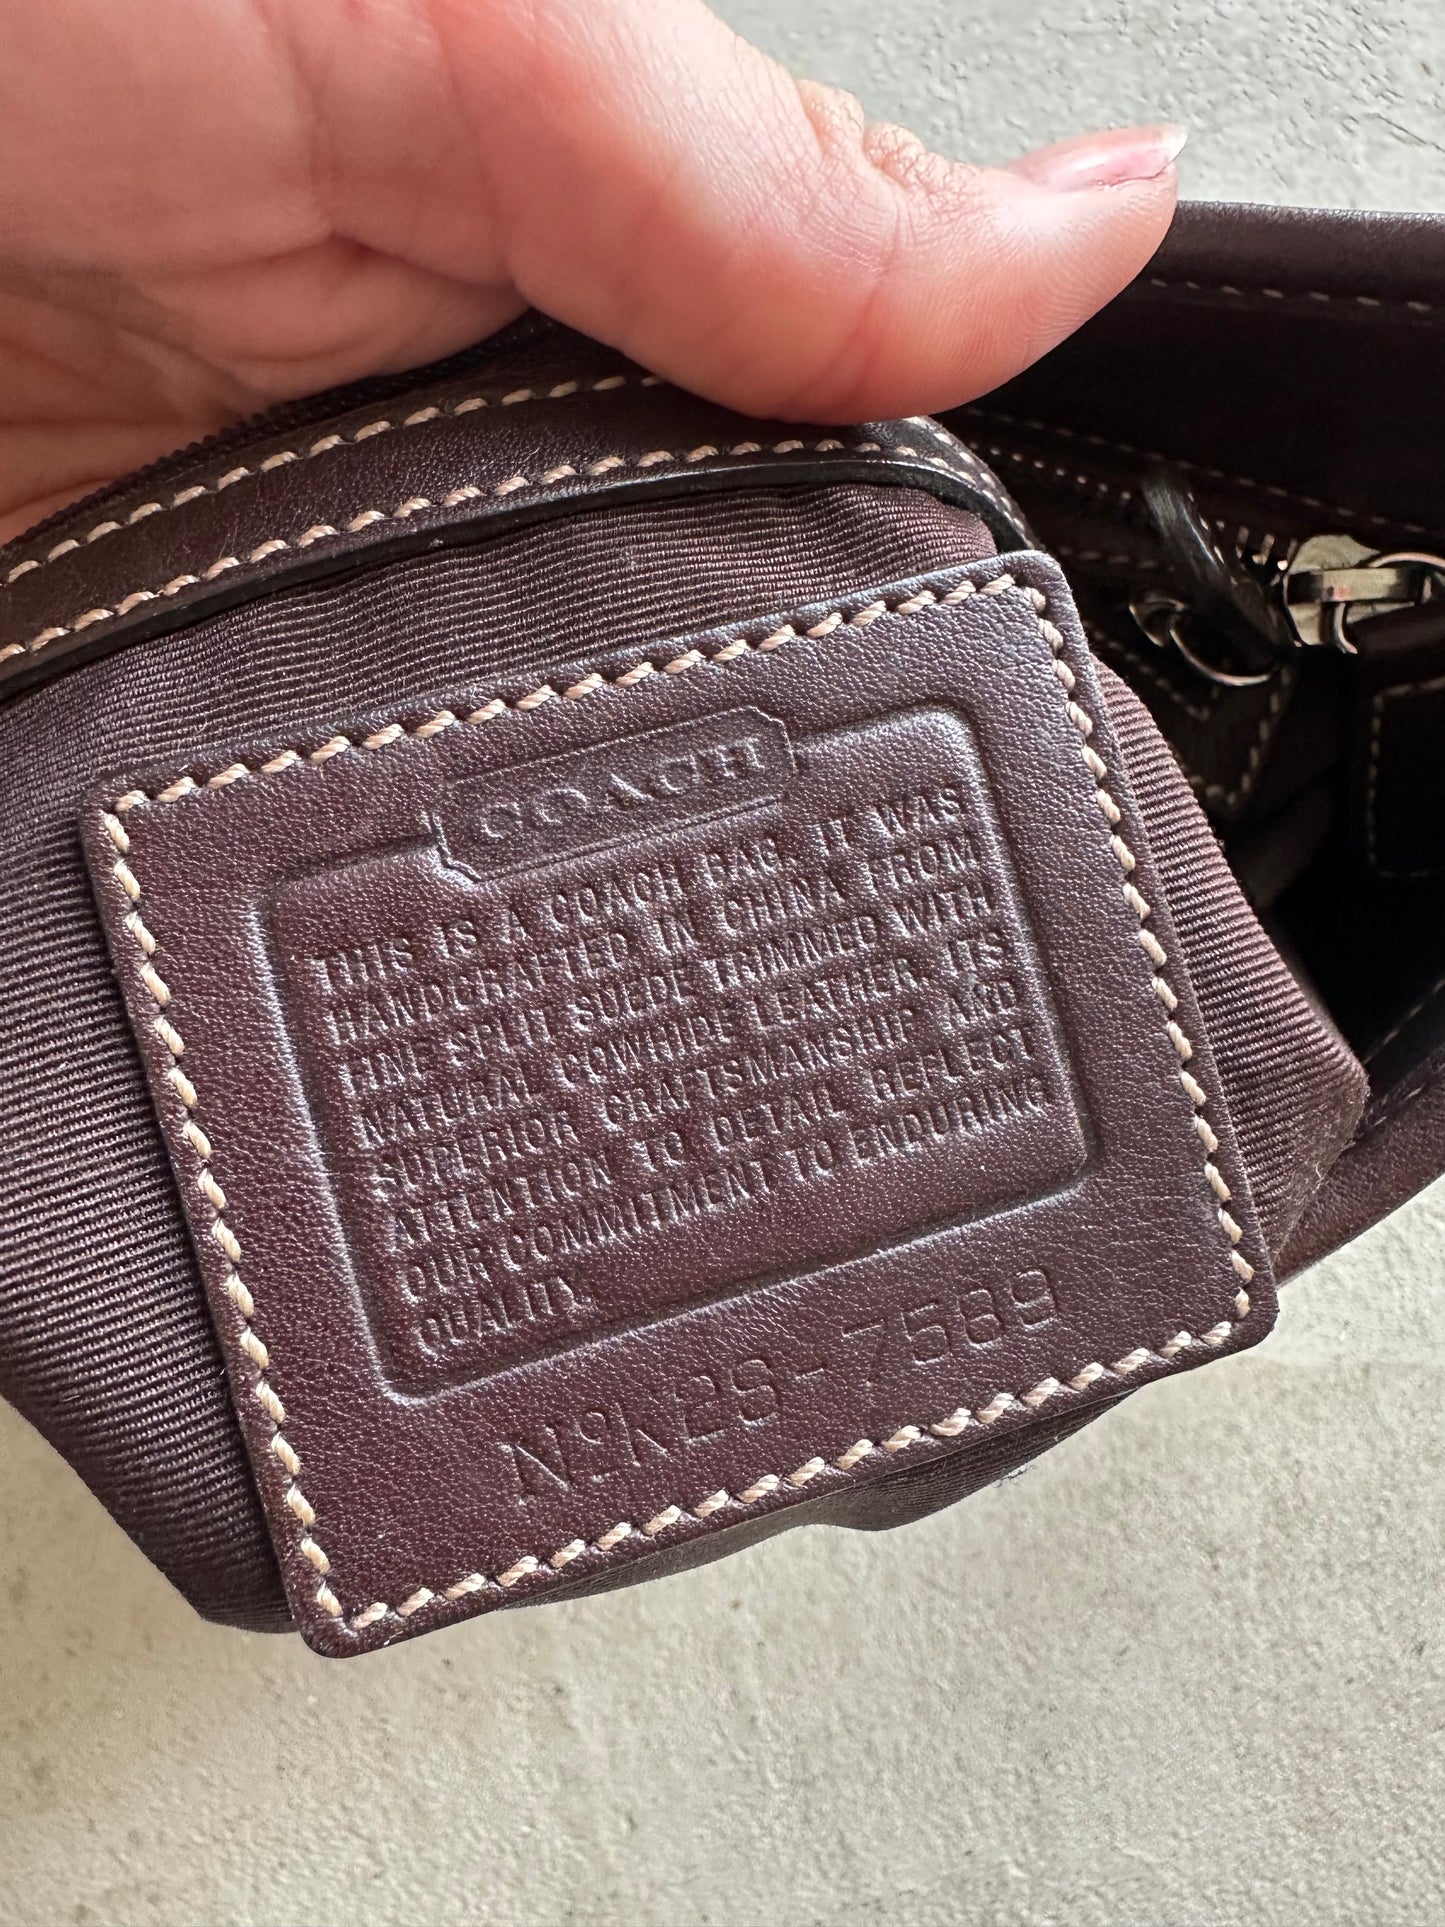 COACH
THIS IS A COACH BAG. IT WAS
HANDCRAFTED IN CHINA FROM
FINE SPLIT SUEDE TRIMMED WITH
NATURAL COWHIDE LEATHER. ITS
SUPERIOR CRAFTSMANSHIP AND
ATTENTION TO DETAIL REFLECT
OUR COMMITMENT TO ENDURING
QUALITY.
Nº K2S-7589